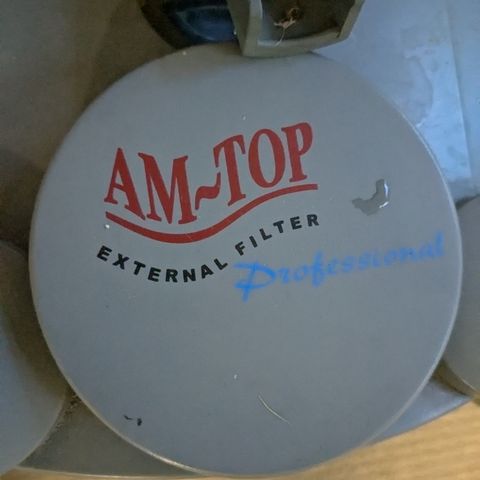 AM~TOP
EXTERNAL FILTER
Professional